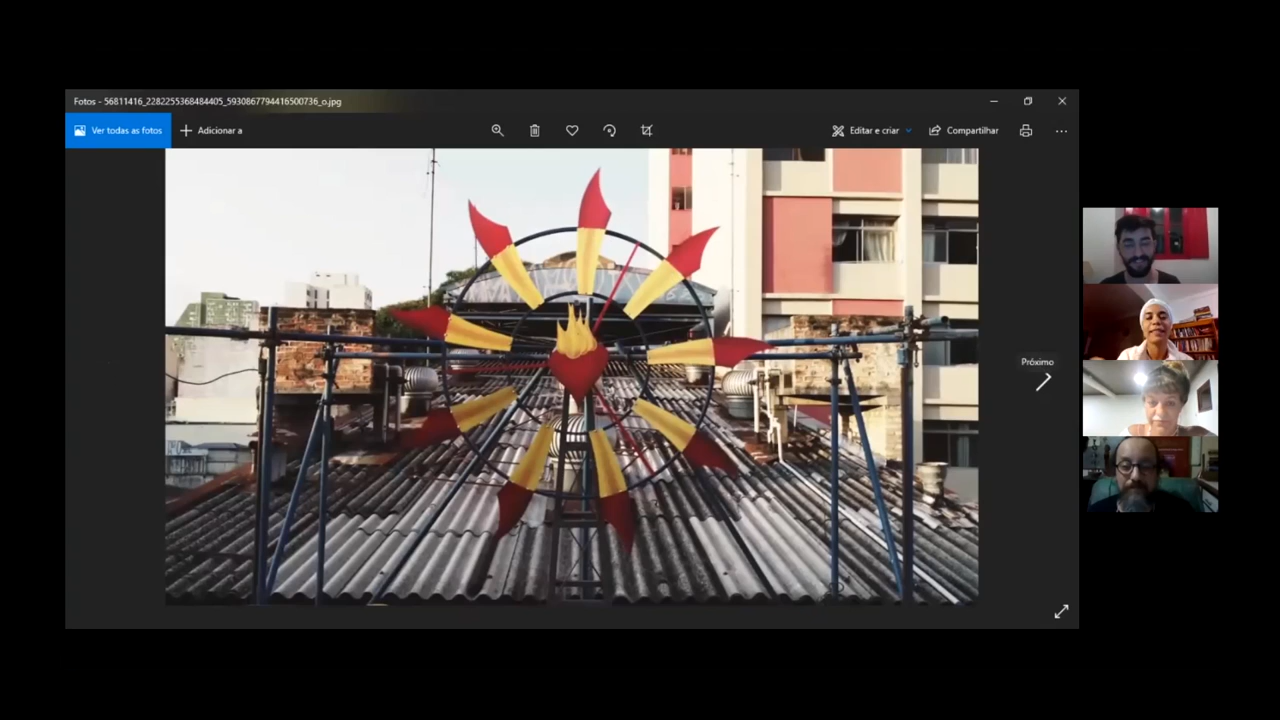 Fotos - 56811416_2282255368484405_5930867794416500736_o.jpg
Ver todas as fotos
Adicionar a
Editar e criar
Compartilhar
Próximo